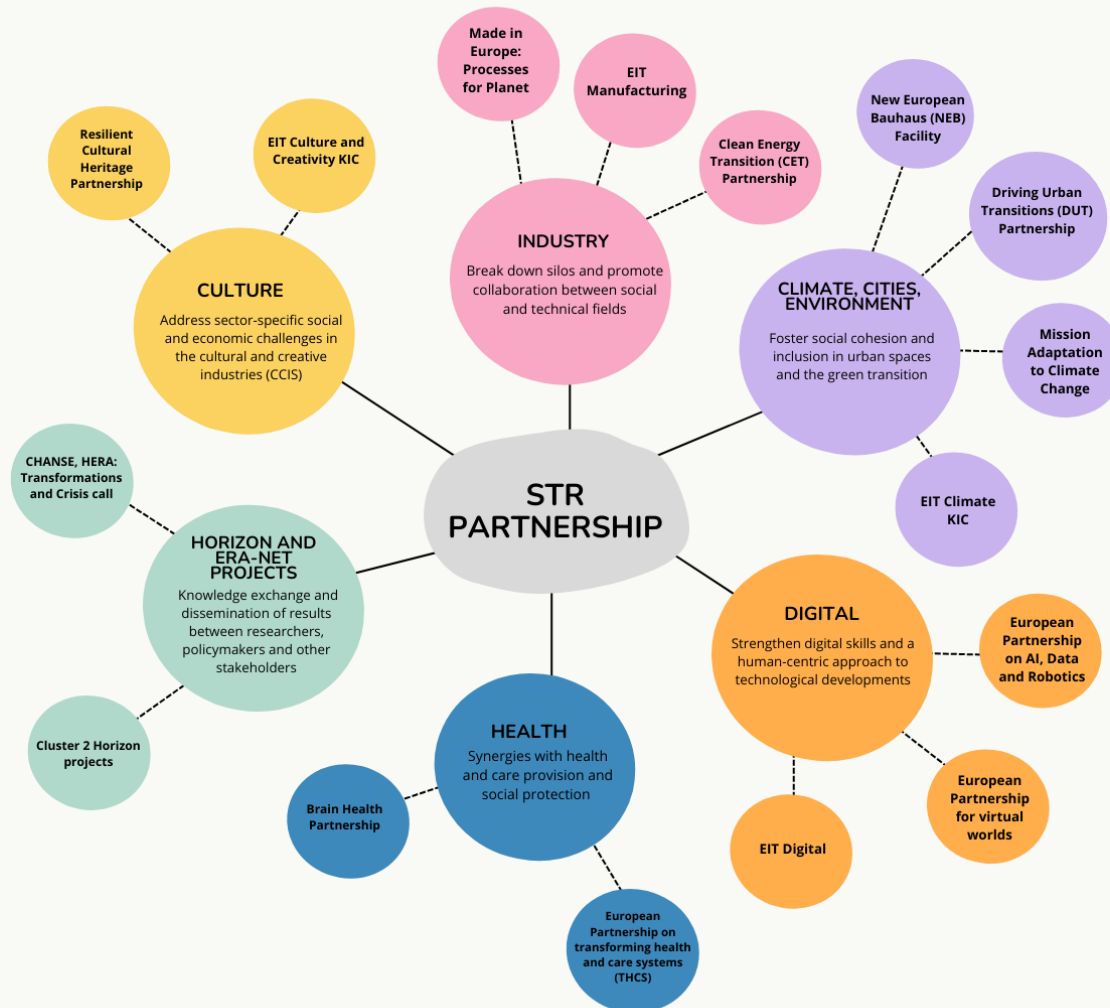 Made in
Europe:
Processes
for Planet
EIT
Manufacturing
Clean Energy
Transition (CET)
Partnership
INDUSTRY
Break down silos and promote
collaboration between social
and technical fields
Resilient
Cultural
Heritage
Partnership
EIT Culture and
Creativity KIC
CULTURE
Address sector-specific social
and economic challenges in
the cultural and creative
industries (CCIS)
New European
Bauhaus (NEB)
Facility
Driving Urban
Transitions (DUT)
Partnership
Mission
Adaptation
to Climate
Change
EIT Climate
KIC
CLIMATE, CITIES,
ENVIRONMENT
Foster social cohesion and
inclusion in urban spaces
and the green transition
STR
PARTNERSHIP
CHANSE, HERA:
Transformations
and Crisis call
HORIZON AND
ERA-NET
PROJECTS
Knowledge exchange and
dissemination of results
between researchers,
policymakers and other
stakeholders
Cluster 2 Horizon
projects
DIGITAL
Strengthen digital skills and a
human-centric approach to
technological developments
European
Partnership
on AI, Data
and Robotics
European
Partnership
for virtual
worlds
EIT Digital
HEALTH
Synergies with health
and care provision and
social protection
Brain Health
Partnership
European
Partnership on
transforming health
and care systems
(THCS)